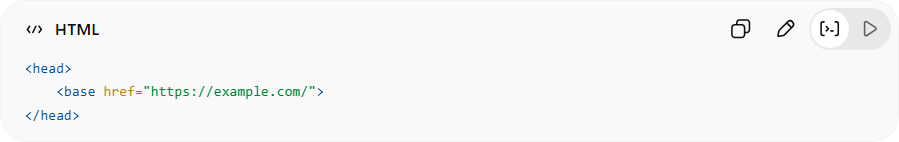 HTML
<head>
    <base href="https://example.com/">
</head>